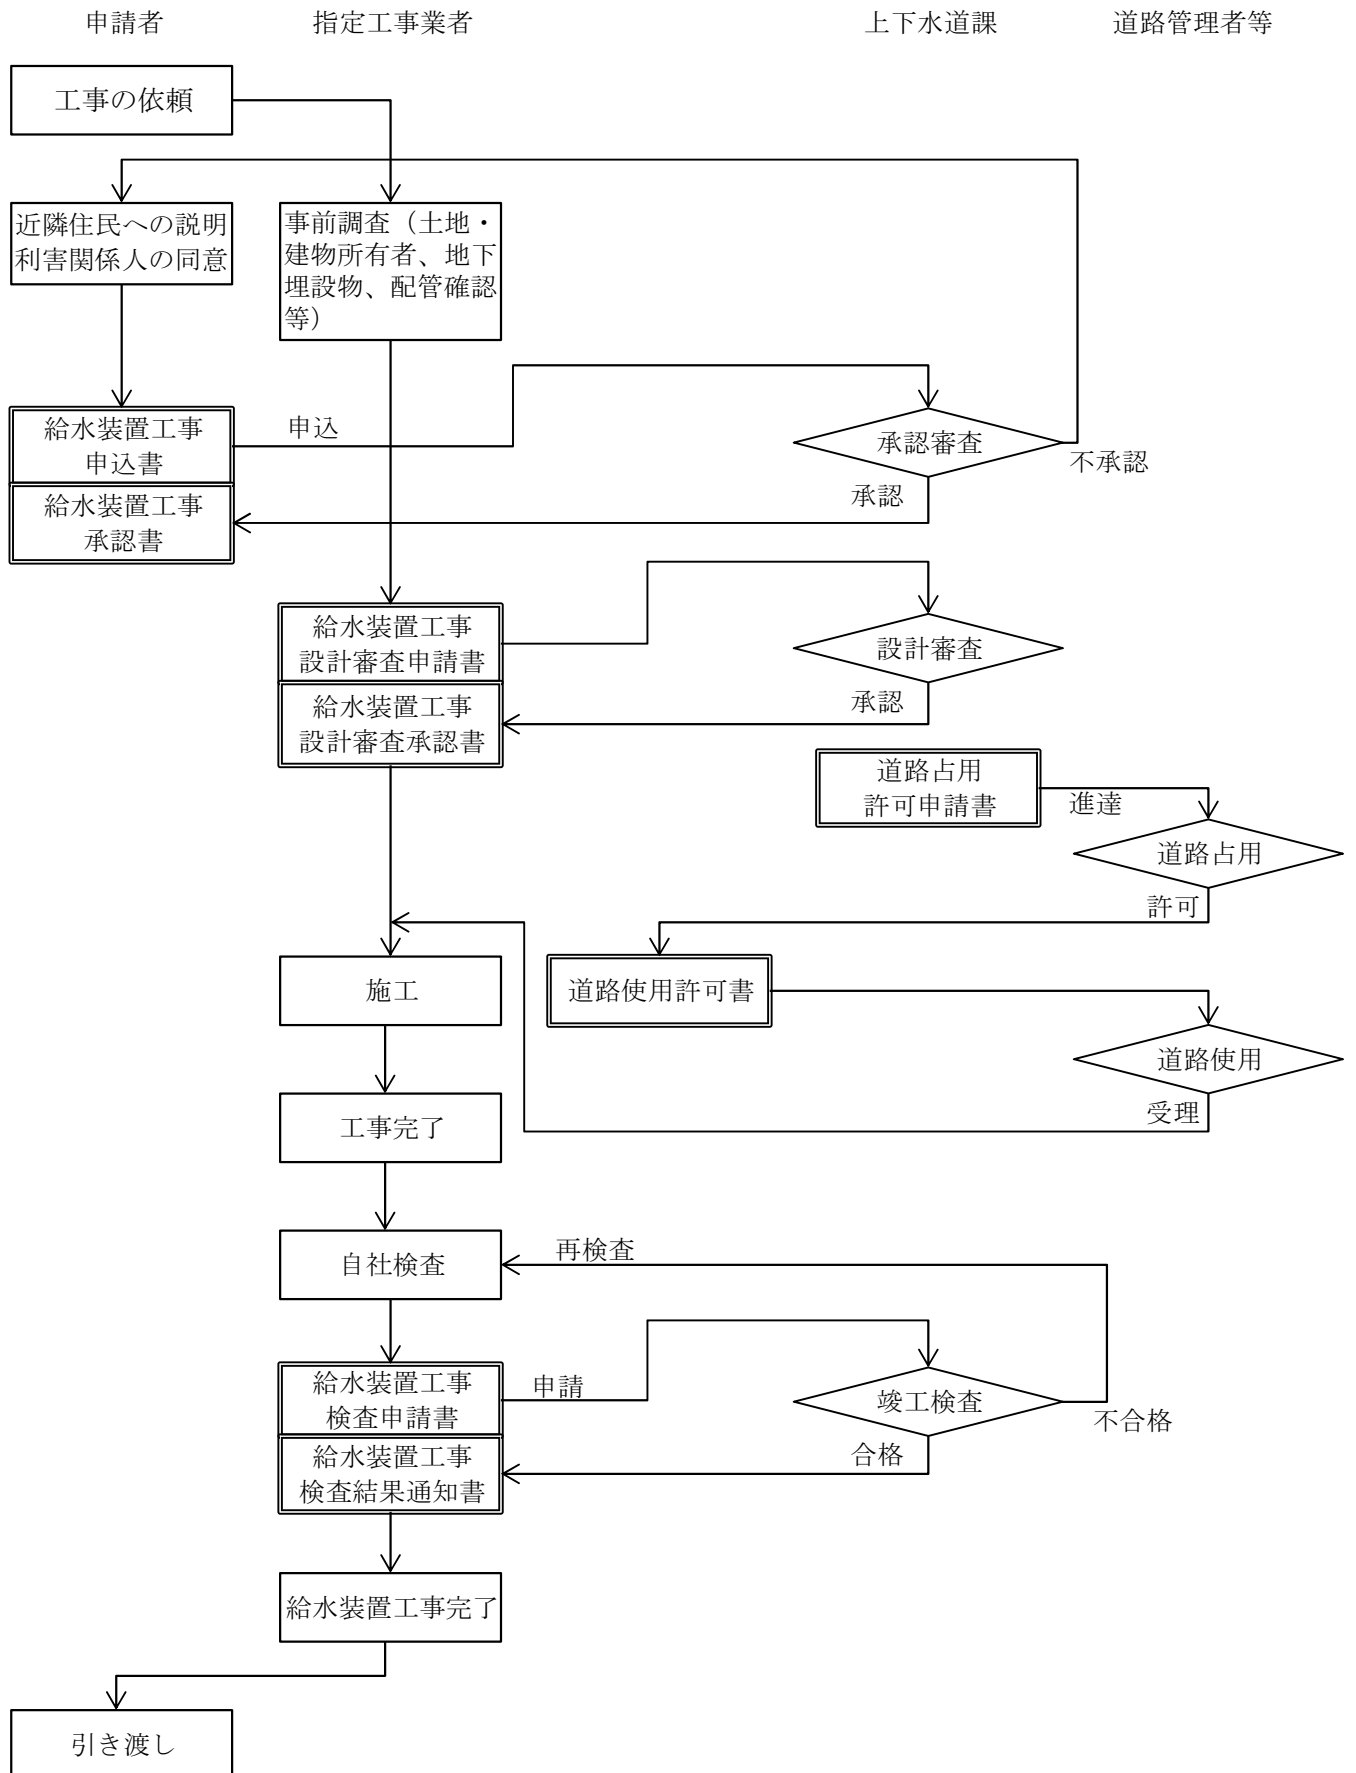 申請者
指定工事業者
上下水道課
道路管理者等
工事の依頼
近隣住民への説明
利害関係人の同意
事前調査（土地・
建物所有者、地下
埋設物、配管確認
等）
給水装置工事
申込書
申込
承認審査
不承認
承認
給水装置工事
承認書
給水装置工事
設計審査申請書
設計審査
承認
給水装置工事
設計審査承認書
道路占用
許可申請書
進達
道路占用
許可
施工
道路使用許可書
道路使用
受理
工事完了
自社検査
再検査
給水装置工事
検査申請書
申請
竣工検査
不合格
合格
給水装置工事
検査結果通知書
給水装置工事完了
引き渡し